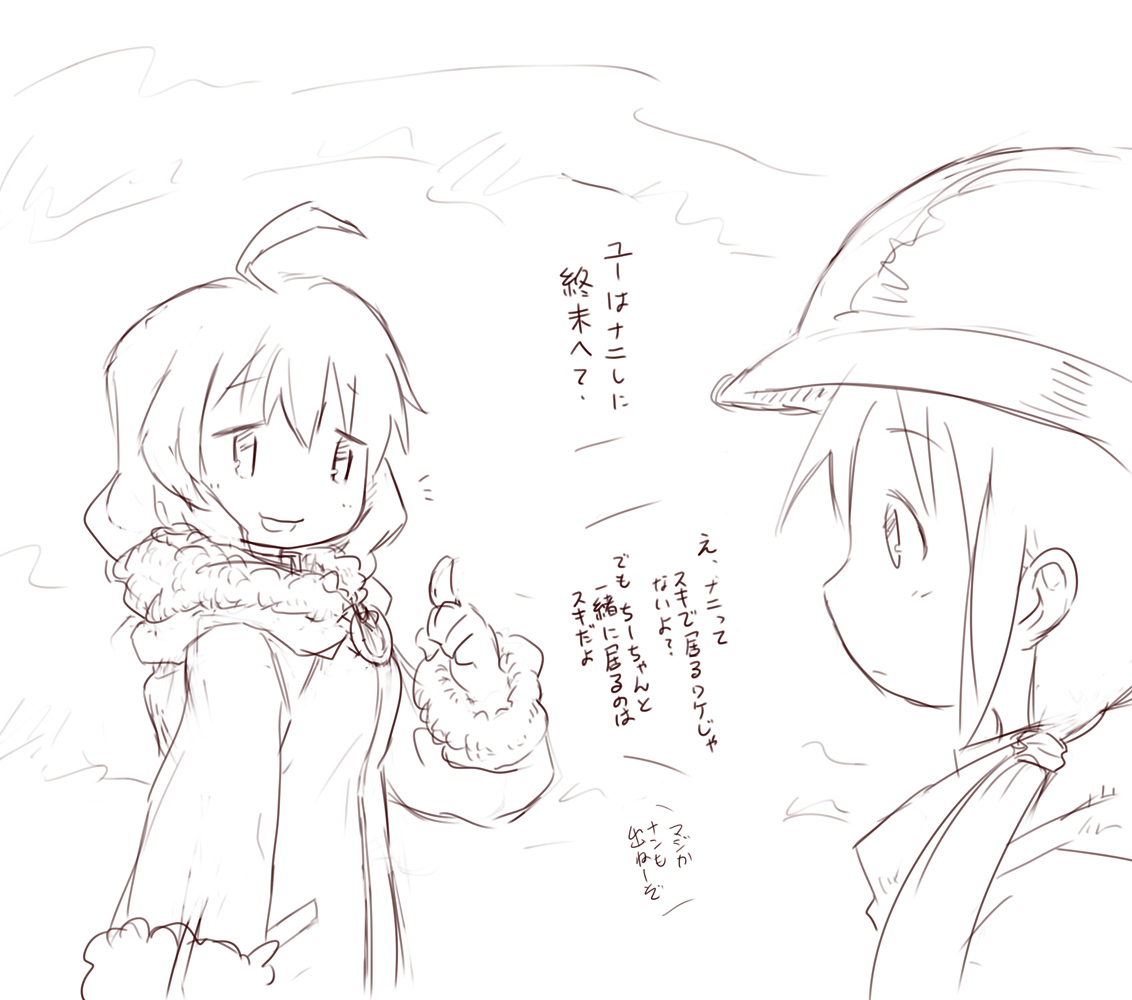 ユーはナニしに
終末へ？
え、ナニって
スキで居るワケじゃ
ないよ？
でもちーちゃんと
一緒に居るのは
スキだよ
マジか
ナンも
出ねーぞ